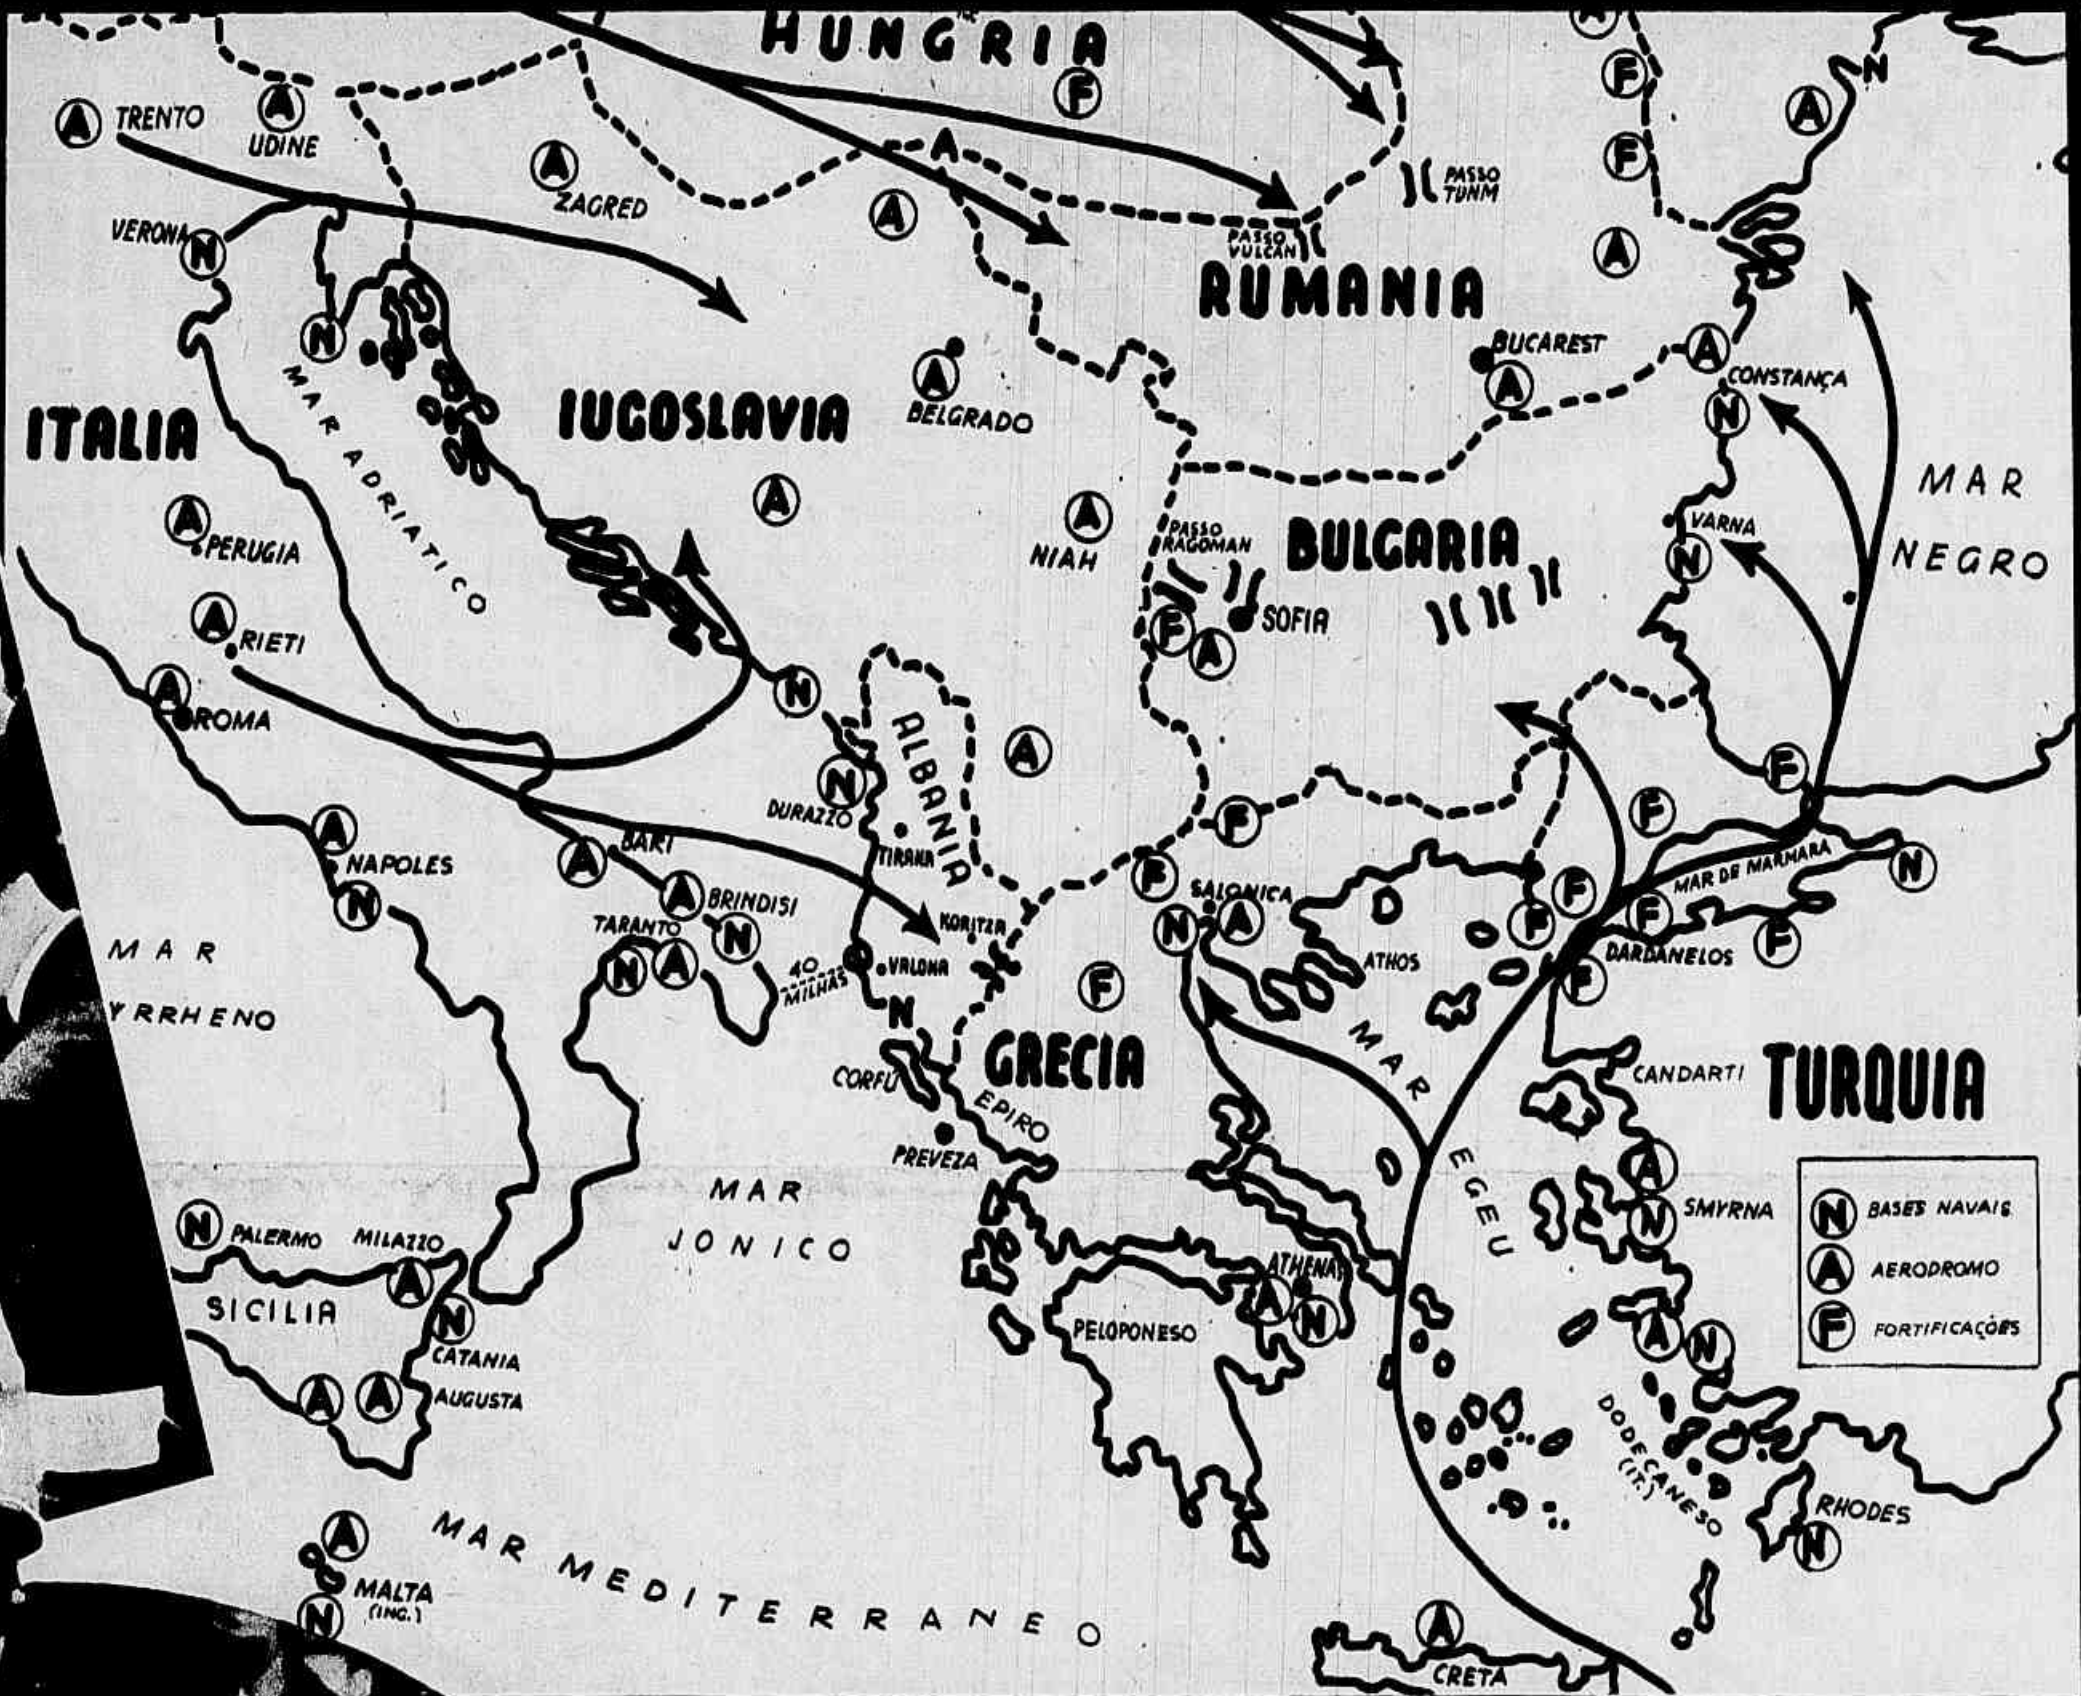 HUNGRIA
F
A
F
N
A
TRENTO
A
UDINE
A
ZAGRED
A
A
F
PASSO
TURM
VERONA
N
PASSO
VULCAN
A
RUMANIA
N
MAR ADRIATICO
BUCAREST
A
A
CONSTANÇA
N
ITALIA
IUGOSLAVIA
A
BELGRADO
A
A
NIAH
MAR
NEGRO
A
PERUGIA
PASSO
RAGOMAN
BULGARIA
VARNA
N
A
RIETI
F
A
SOFIA
A
ROMA
N
ALBANIA
A
N
DURAZZO
TIRANA
F
F
F
A
NAPOLES
N
A
BARI
A
BRINDISI
N
TARANTO
N
A
40
MILHAS
VALONA
N
KORITZA
F
SALONICA
N
A
ATHOS
F
F
F
F
MAR DE MARMARA
N
F
DARDANELOS
F
MAR
YRRHENO
F
CORFU
GRECIA
EPIRO
PREVEZA
MAR
EGEU
CANDARTI
TURQUIA
MAR
JONICO
A
N
SMYRNA
N
PALERMO
MILAZZO
A
SICILIA
N
CATANIA
A
A
AUGUSTA
ATHENAS
A
N
PELOPONESO
A
N
N BASES NAVAIS
A AERODROMO
F FORTIFICAÇÕES
DODECANESO
(IT.)
RHODES
N
A
MALTA
(ING.)
N
MAR MEDITERRANEO
A
CRETA